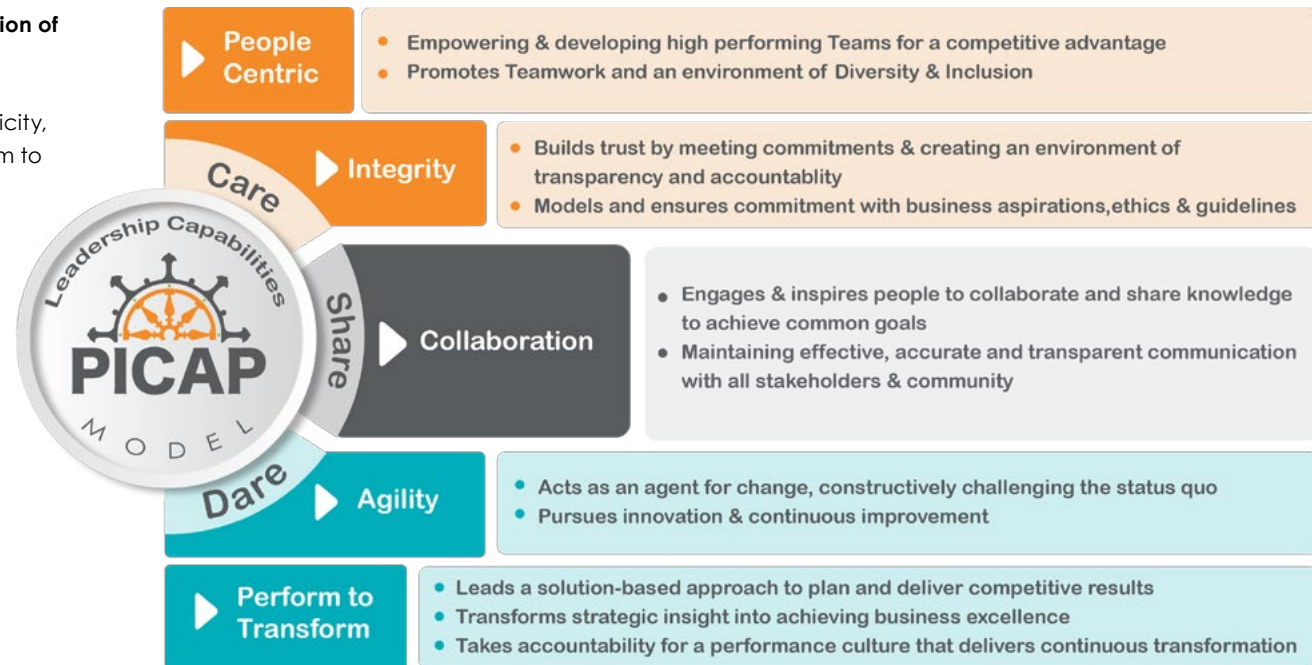 tion of
icity,
m to
People
Centric
Empowering & developing high performing Teams for a competitive advantage
Promotes Teamwork and an environment of Diversity & Inclusion
Care
Integrity
Builds trust by meeting commitments & creating an environment of
transparency and accountablity
Models and ensures commitment with business aspirations,ethics & guidelines
Leadership Capabilities
PICAP
MODEL
Share
Collaboration
Engages & inspires people to collaborate and share knowledge
to achieve common goals
Maintaining effective, accurate and transparent communication
with all stakeholders & community
Dare
Agility
Acts as an agent for change, constructively challenging the status quo
Pursues innovation & continuous improvement
Perform to
Transform
Leads a solution-based approach to plan and deliver competitive results
Transforms strategic insight into achieving business excellence
Takes accountability for a performance culture that delivers continuous transformation